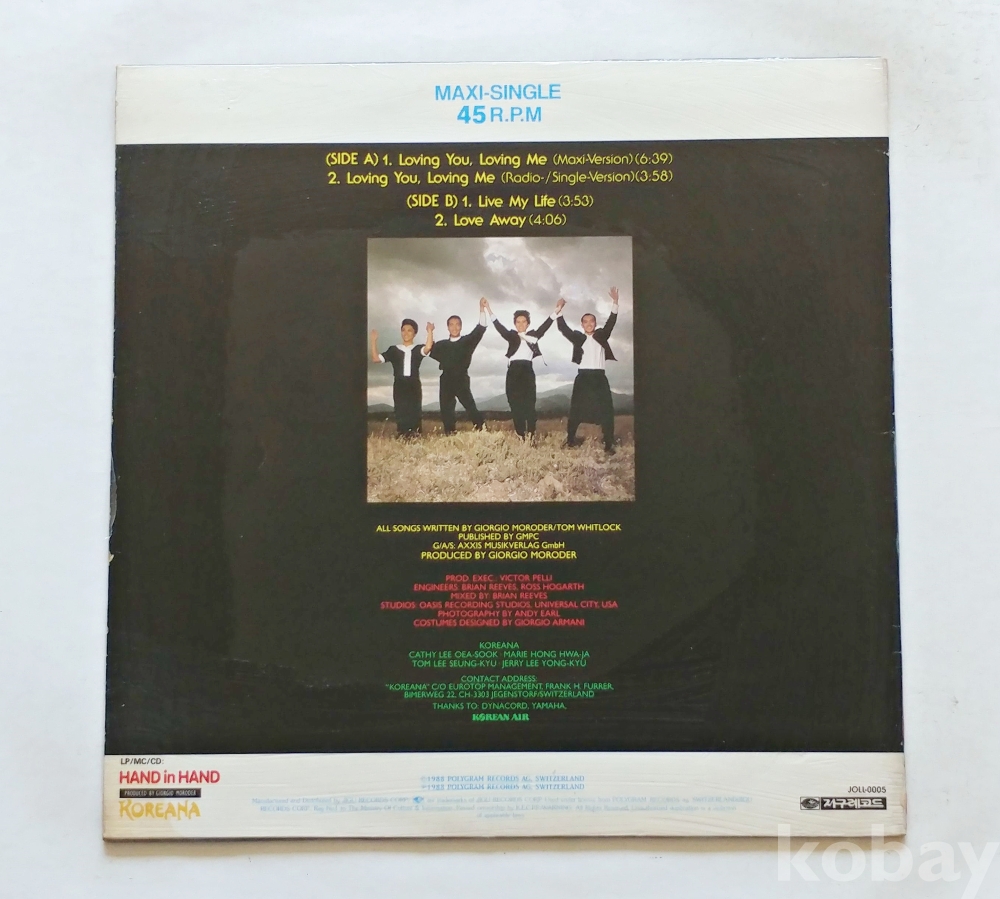 MAXI-SINGLE
45 R.P.M
(SIDE A) 1. Loving You, Loving Me (Maxi-Version)(6:39)
2. Loving You, Loving Me (Radio-/Single-Version)(3:58)
(SIDE B) 1. Live My Life (3:53)
2. Love Away (4:06)
ALL SONGS WRITTEN BY GIORGIO MORODER/TOM WHITLOCK
PUBLISHED BY GMPC
G/A/S: AXXIS MUSIKVERLAG GmbH
PRODUCED BY GIORGIO MORODER
PROD. EXEC.: VICTOR PELLI
ENGINEERS: BRIAN REEVES, ROSS HOGARTH
MIXED BY: BRIAN REEVES
STUDIOS: OASIS RECORDING STUDIOS, UNIVERSAL CITY, USA
PHOTOGRAPHY BY ANDY EARL
COSTUMES DESIGNED BY GIORGIO ARMANI
KOREANA
CATHY LEE OEA-SOOK · MARIE HONG HWA-JA
TOM LEE SEUNG-KYU · JERRY LEE YONG-KYU
CONTACT ADDRESS:
"KOREANA" C/O EUROTOP MANAGEMENT, FRANK H. FURRER,
BIMERWEG 22, CH-3303 JEGENSTORF/SWITZERLAND
THANKS TO: DYNACORD, YAMAHA,
KOREAN AIR
LP/MC/CD:
HAND in HAND
PRODUCED BY GIORGIO MORODER
KOREANA
©1988 POLYGRAM RECORDS AG, SWITZERLAND
℗1988 POLYGRAM RECORDS AG, SWITZERLAND
Manufactured and Distributed by
JOLL-0005
지구레코드
kobay